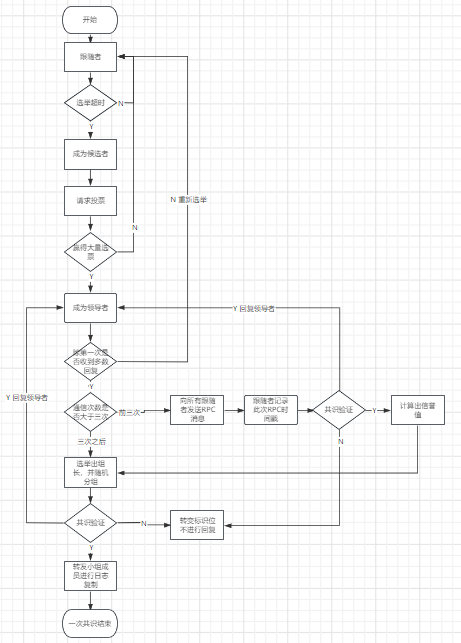 开始
跟随者
选举超时
N
Y
成为候选者
请求投票
N 重新选举
N
赢得大量选
票
Y
成为领导者
Y 回复领导者
除第一次是
否收到多数
回复
Y
Y 回复领导者
通信次数是
否大于三次
前三次
向所有跟随
者发送RPC
消息
跟随者记录
此次RPC时
间戳
共识验证
Y
计算出信誉
值
三次之后
N
选举出组
长，并随机
分组
共识验证
N
转变标识位
不进行回复
Y
转发小组成
员进行日志
复制
一次共识结束